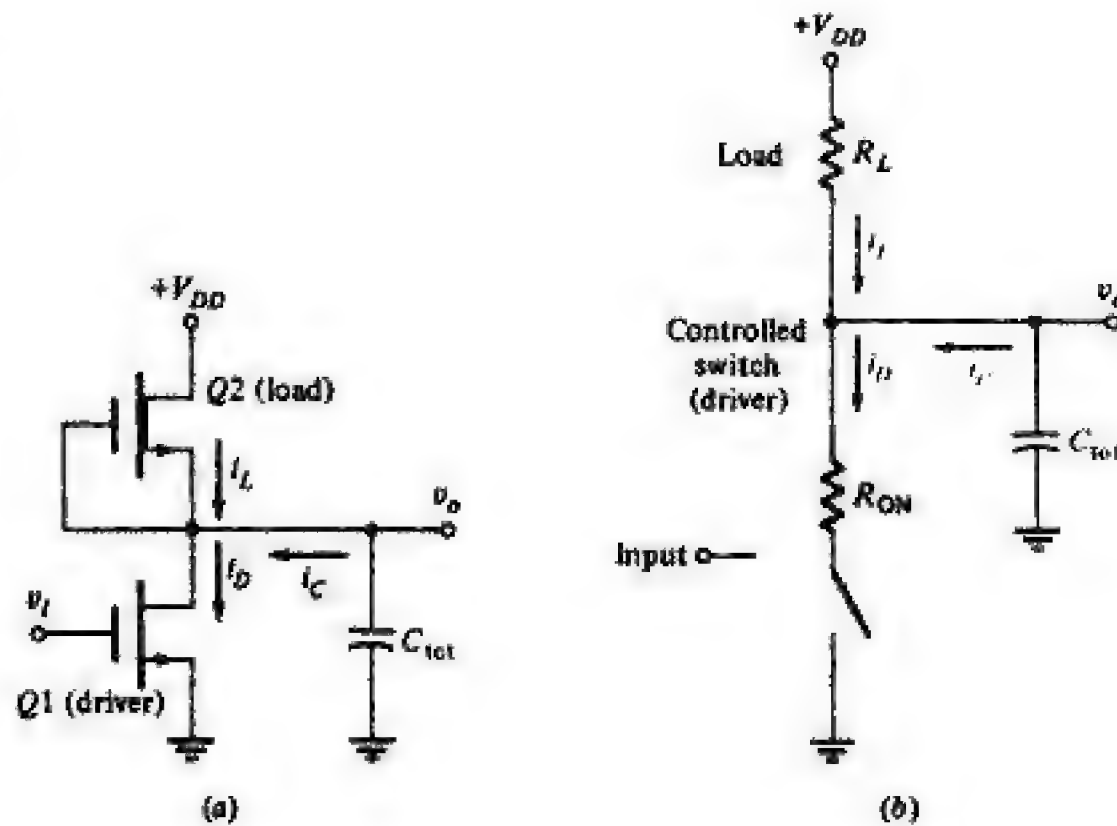 +V_DD
Q2 (load)
i_L
v_o
i_D
i_C
v_I
C_tot
Q1 (driver)
(a)
+V_DD
Load
R_L
Controlled
switch
(driver)
i_D
C_tot
R_ON
Input
(b)